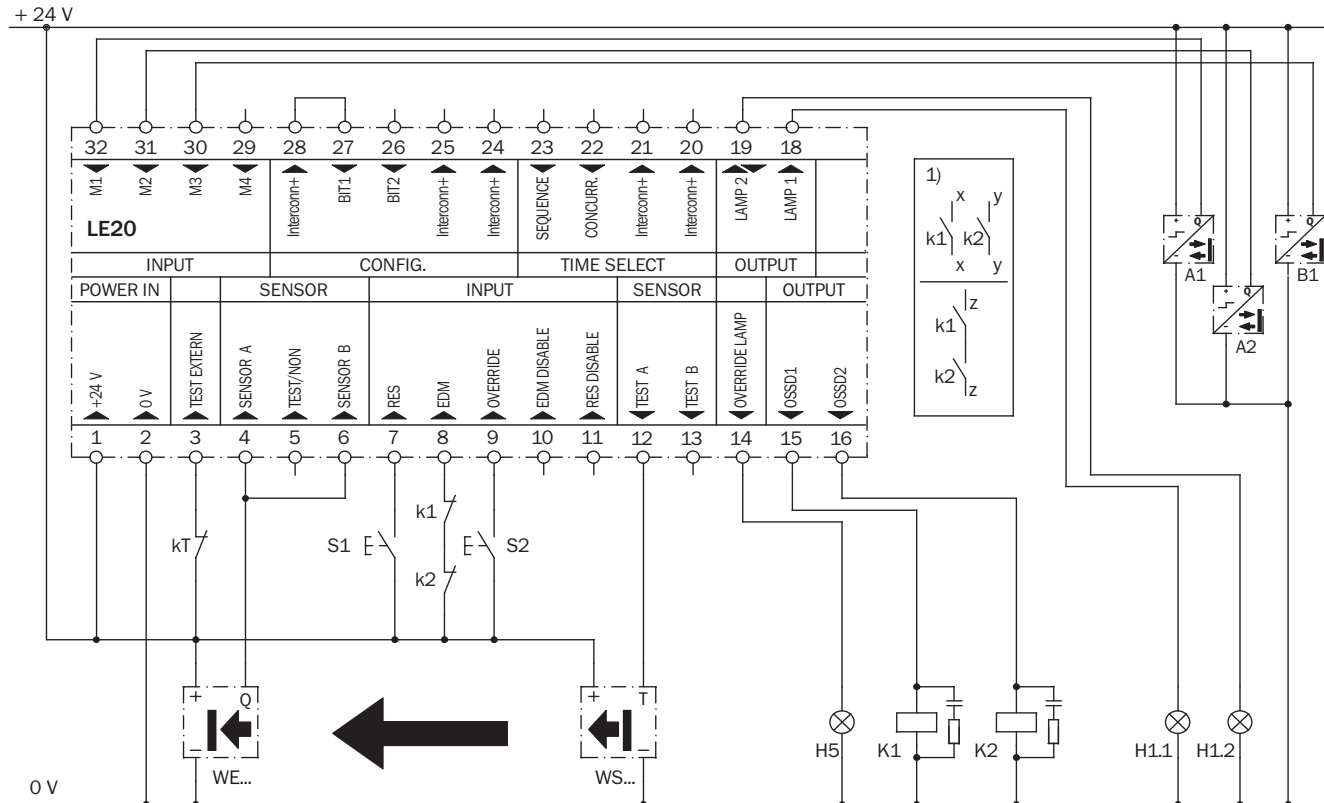 + 24 V
32 31 30 29 28 27 26 25 24 23 22 21 20 19 18
M1 M2 M3 M4 Interconn+ BIT1 BIT2 Interconn+ Interconn+ SEQUENCE CONCURR. Interconn+ Interconn+ LAMP 2 LAMP 1
LE20
INPUT CONFIG. TIME SELECT OUTPUT
POWER IN SENSOR INPUT SENSOR OUTPUT
+24 V 0 V TEST EXTERN SENSOR A TEST/NON SENSOR B RES EDM OVERRIDE EDM DISABLE RES DISABLE TEST A TEST B OVERRIDE LAMP OSSD1 OSSD2
1 2 3 4 5 6 7 8 9 10 11 12 13 14 15 16
1)
x y
k1 k2
x y
z
k1
k2
z
+ Q
-
A1
+ Q
-
A2
+ Q
-
B1
kT
S1
k1
k2
S2
+ Q
−
WE...
+ T
−
WS...
H5
K1
K2
H1.1
H1.2
0 V